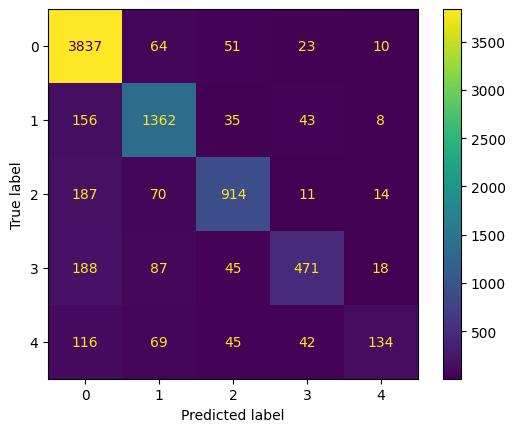 0 3837 64 51 23 10
1 156 1362 35 43 8
2 187 70 914 11 14
3 188 87 45 471 18
4 116 69 45 42 134
0 1 2 3 4
True label
Predicted label
3500
3000
2500
2000
1500
1000
500